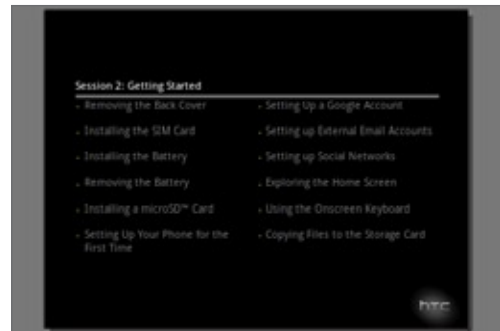 Session 2: Getting Started
- Removing the Back Cover
- Installing the SIM Card
- Installing the Battery
- Removing the Battery
- Installing a microSD™ Card
- Setting Up Your Phone for the
First Time
- Setting Up a Google Account
- Setting up External Email Accounts
- Setting up Social Networks
- Exploring the Home Screen
- Using the Onscreen Keyboard
- Copying Files to the Storage Card
hTC